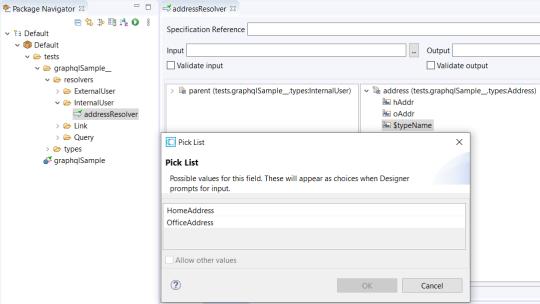 Package Navigator
Default
Default
tests
graphqlSample__
resolvers
ExternalUser
InternalUser
addressResolver
Link
Query
types
graphqlSample
addressResolver
Specification Reference
Input
...
Output
Validate input
Validate output
parent (tests.graphqlSample__.types:InternalUser)
address (tests.graphqlSample__.types:Address)
hAddr
oAddr
$typeName
Pick List
Pick List
Possible values for this field. These will appear as choices when Designer
prompts for input.
HomeAddress
OfficeAddress
Allow other values
?
OK
Cancel